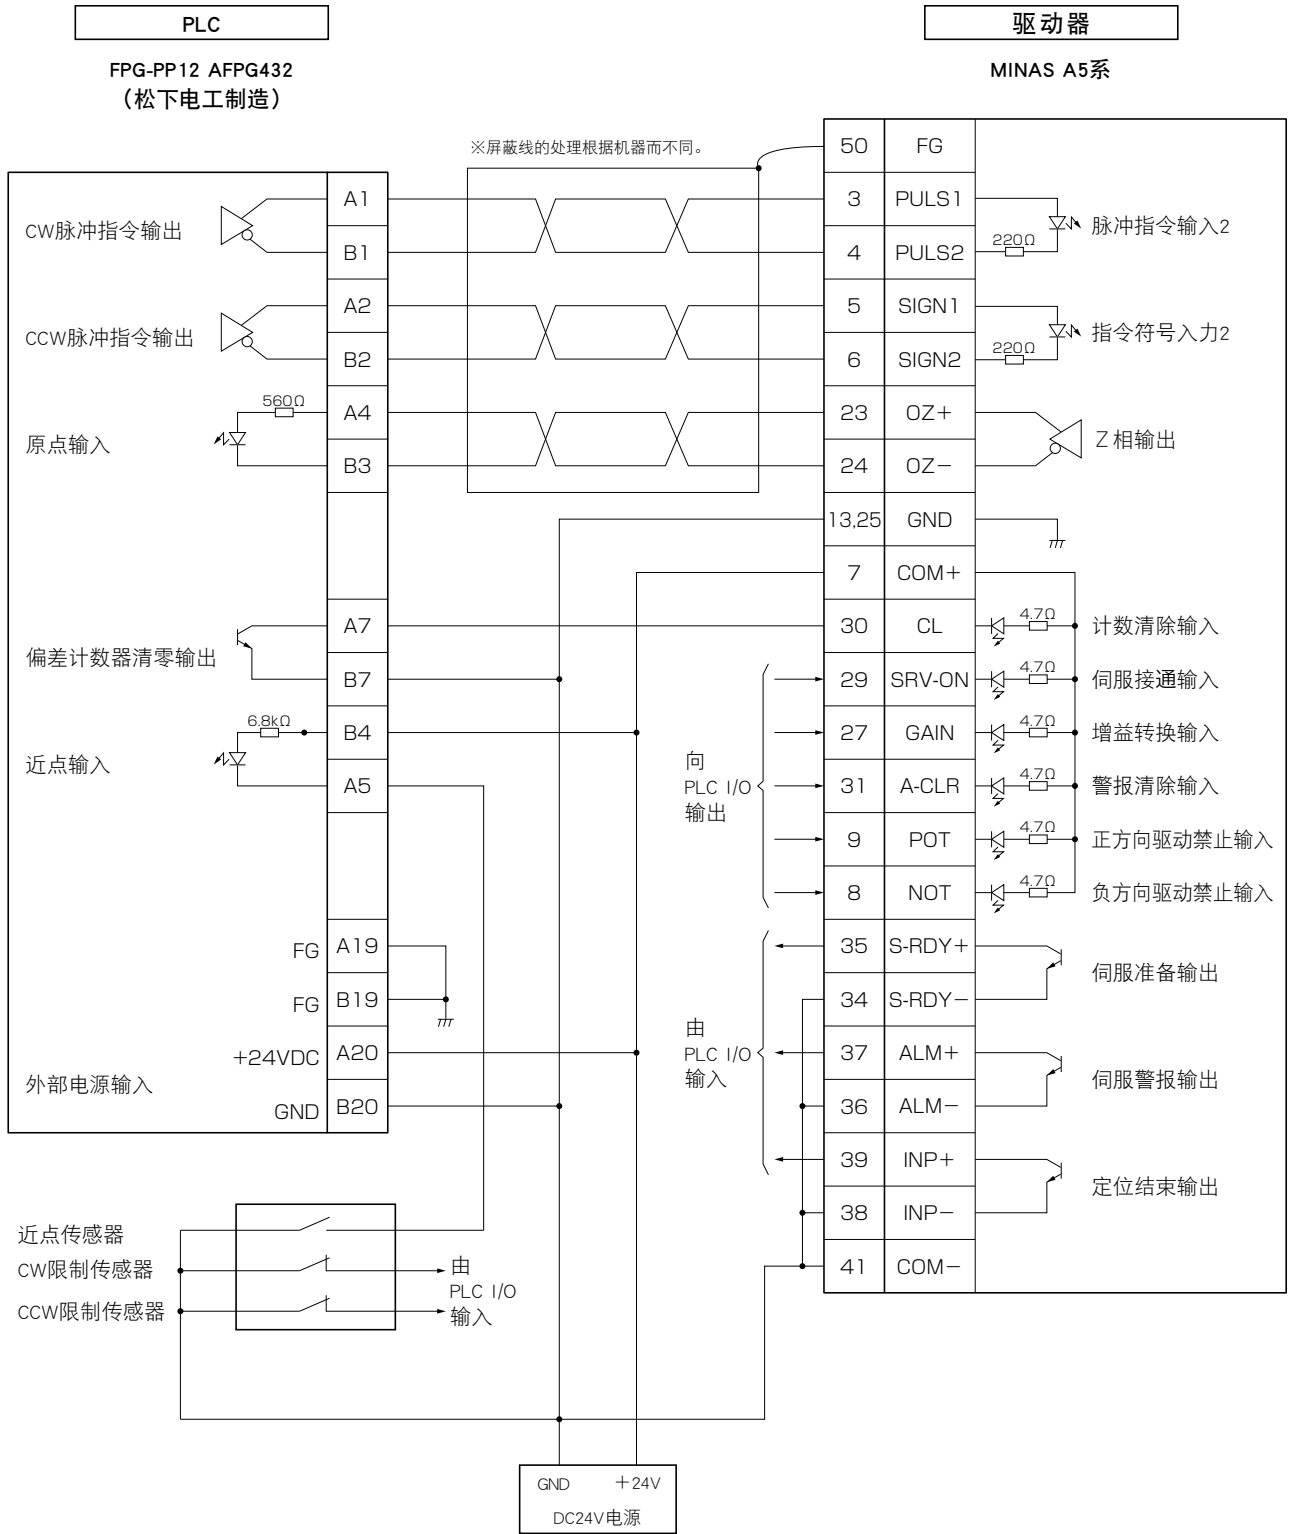 PLC
驱动器
FPG-PP12 AFPG432
（松下电工制造）
MINAS A5系
※屏蔽线的处理根据机器而不同。
50 FG
CW脉冲指令输出
A1
3 PULS1
脉冲指令输入2
B1
4 PULS2
220Ω
CCW脉冲指令输出
A2
5 SIGN1
指令符号入力2
B2
6 SIGN2
220Ω
原点输入
560Ω
A4
23 OZ+
Z相输出
B3
24 OZ-
13,25 GND
7 COM+
偏差计数器清零输出
A7
30 CL
4.7Ω
计数清除输入
B7
29 SRV-ON
4.7Ω
伺服接通输入
近点输入
6.8kΩ
B4
27 GAIN
4.7Ω
增益转换输入
A5
向
PLC I/O
输出
31 A-CLR
4.7Ω
警报清除输入
9 POT
4.7Ω
正方向驱动禁止输入
8 NOT
4.7Ω
负方向驱动禁止输入
FG A19
35 S-RDY+
伺服准备输出
FG B19
34 S-RDY-
由
PLC I/O
输入
外部电源输入
+24VDC A20
37 ALM+
伺服警报输出
GND B20
36 ALM-
39 INP+
定位结束输出
38 INP-
41 COM-
近点传感器
CW限制传感器
CCW限制传感器
由
PLC I/O
输入
GND +24V
DC24V电源